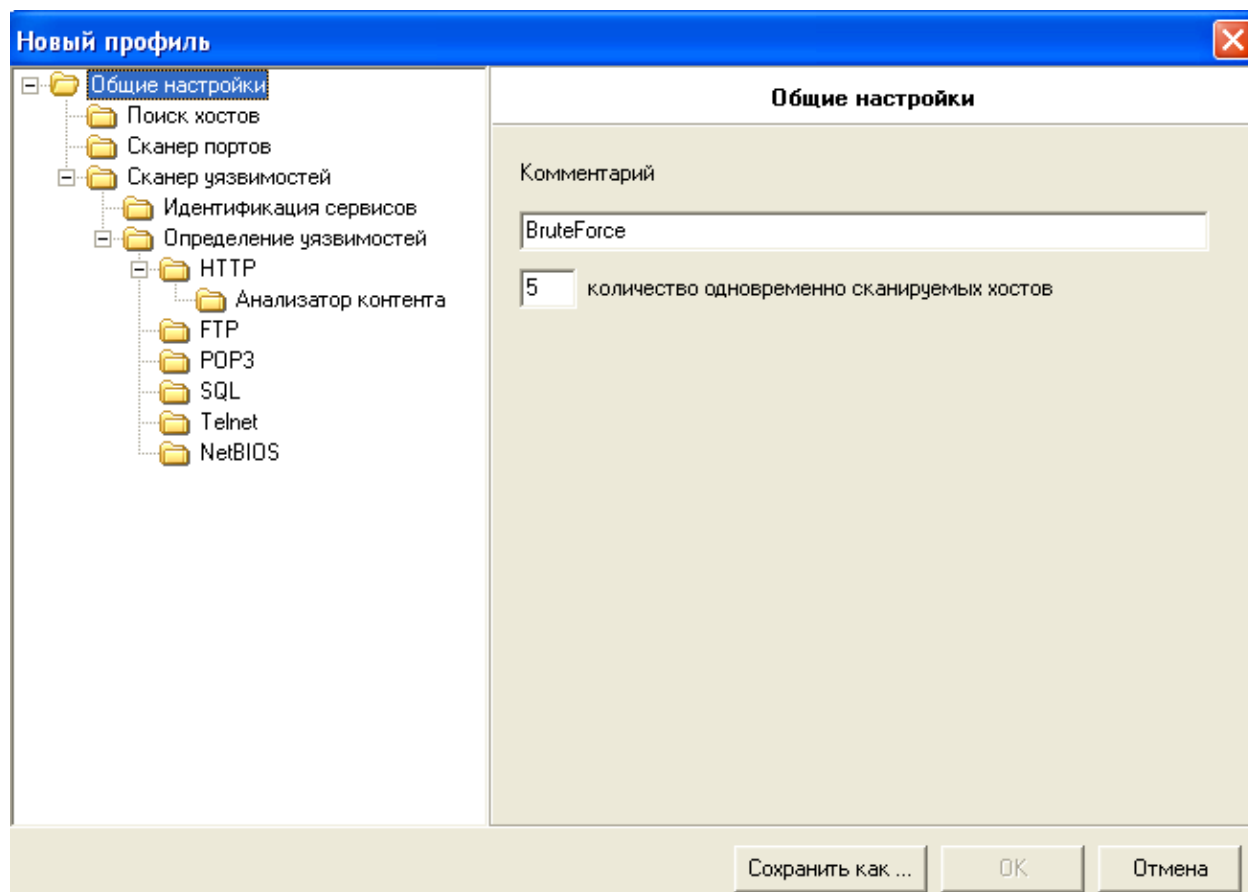 Новый профиль
Общие настройки
Поиск хостов
Сканер портов
Сканер уязвимостей
Идентификация сервисов
Определение уязвимостей
HTTP
Анализатор контента
FTP
POP3
SQL
Telnet
NetBIOS
Общие настройки
Комментарий
BruteForce
5 количество одновременно сканируемых хостов
Сохранить как ... OK Отмена